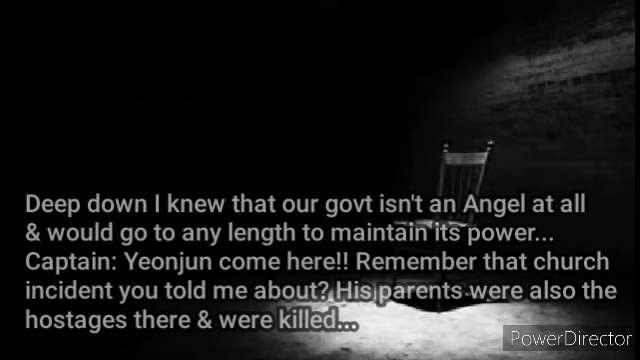 Deep down I knew that our govt isn't an Angel at all
& would go to any length to maintain its power...
Captain: Yeonjun come here!! Remember that church
incident you told me about? His parents were also the
hostages there & were killed...
PowerDirector